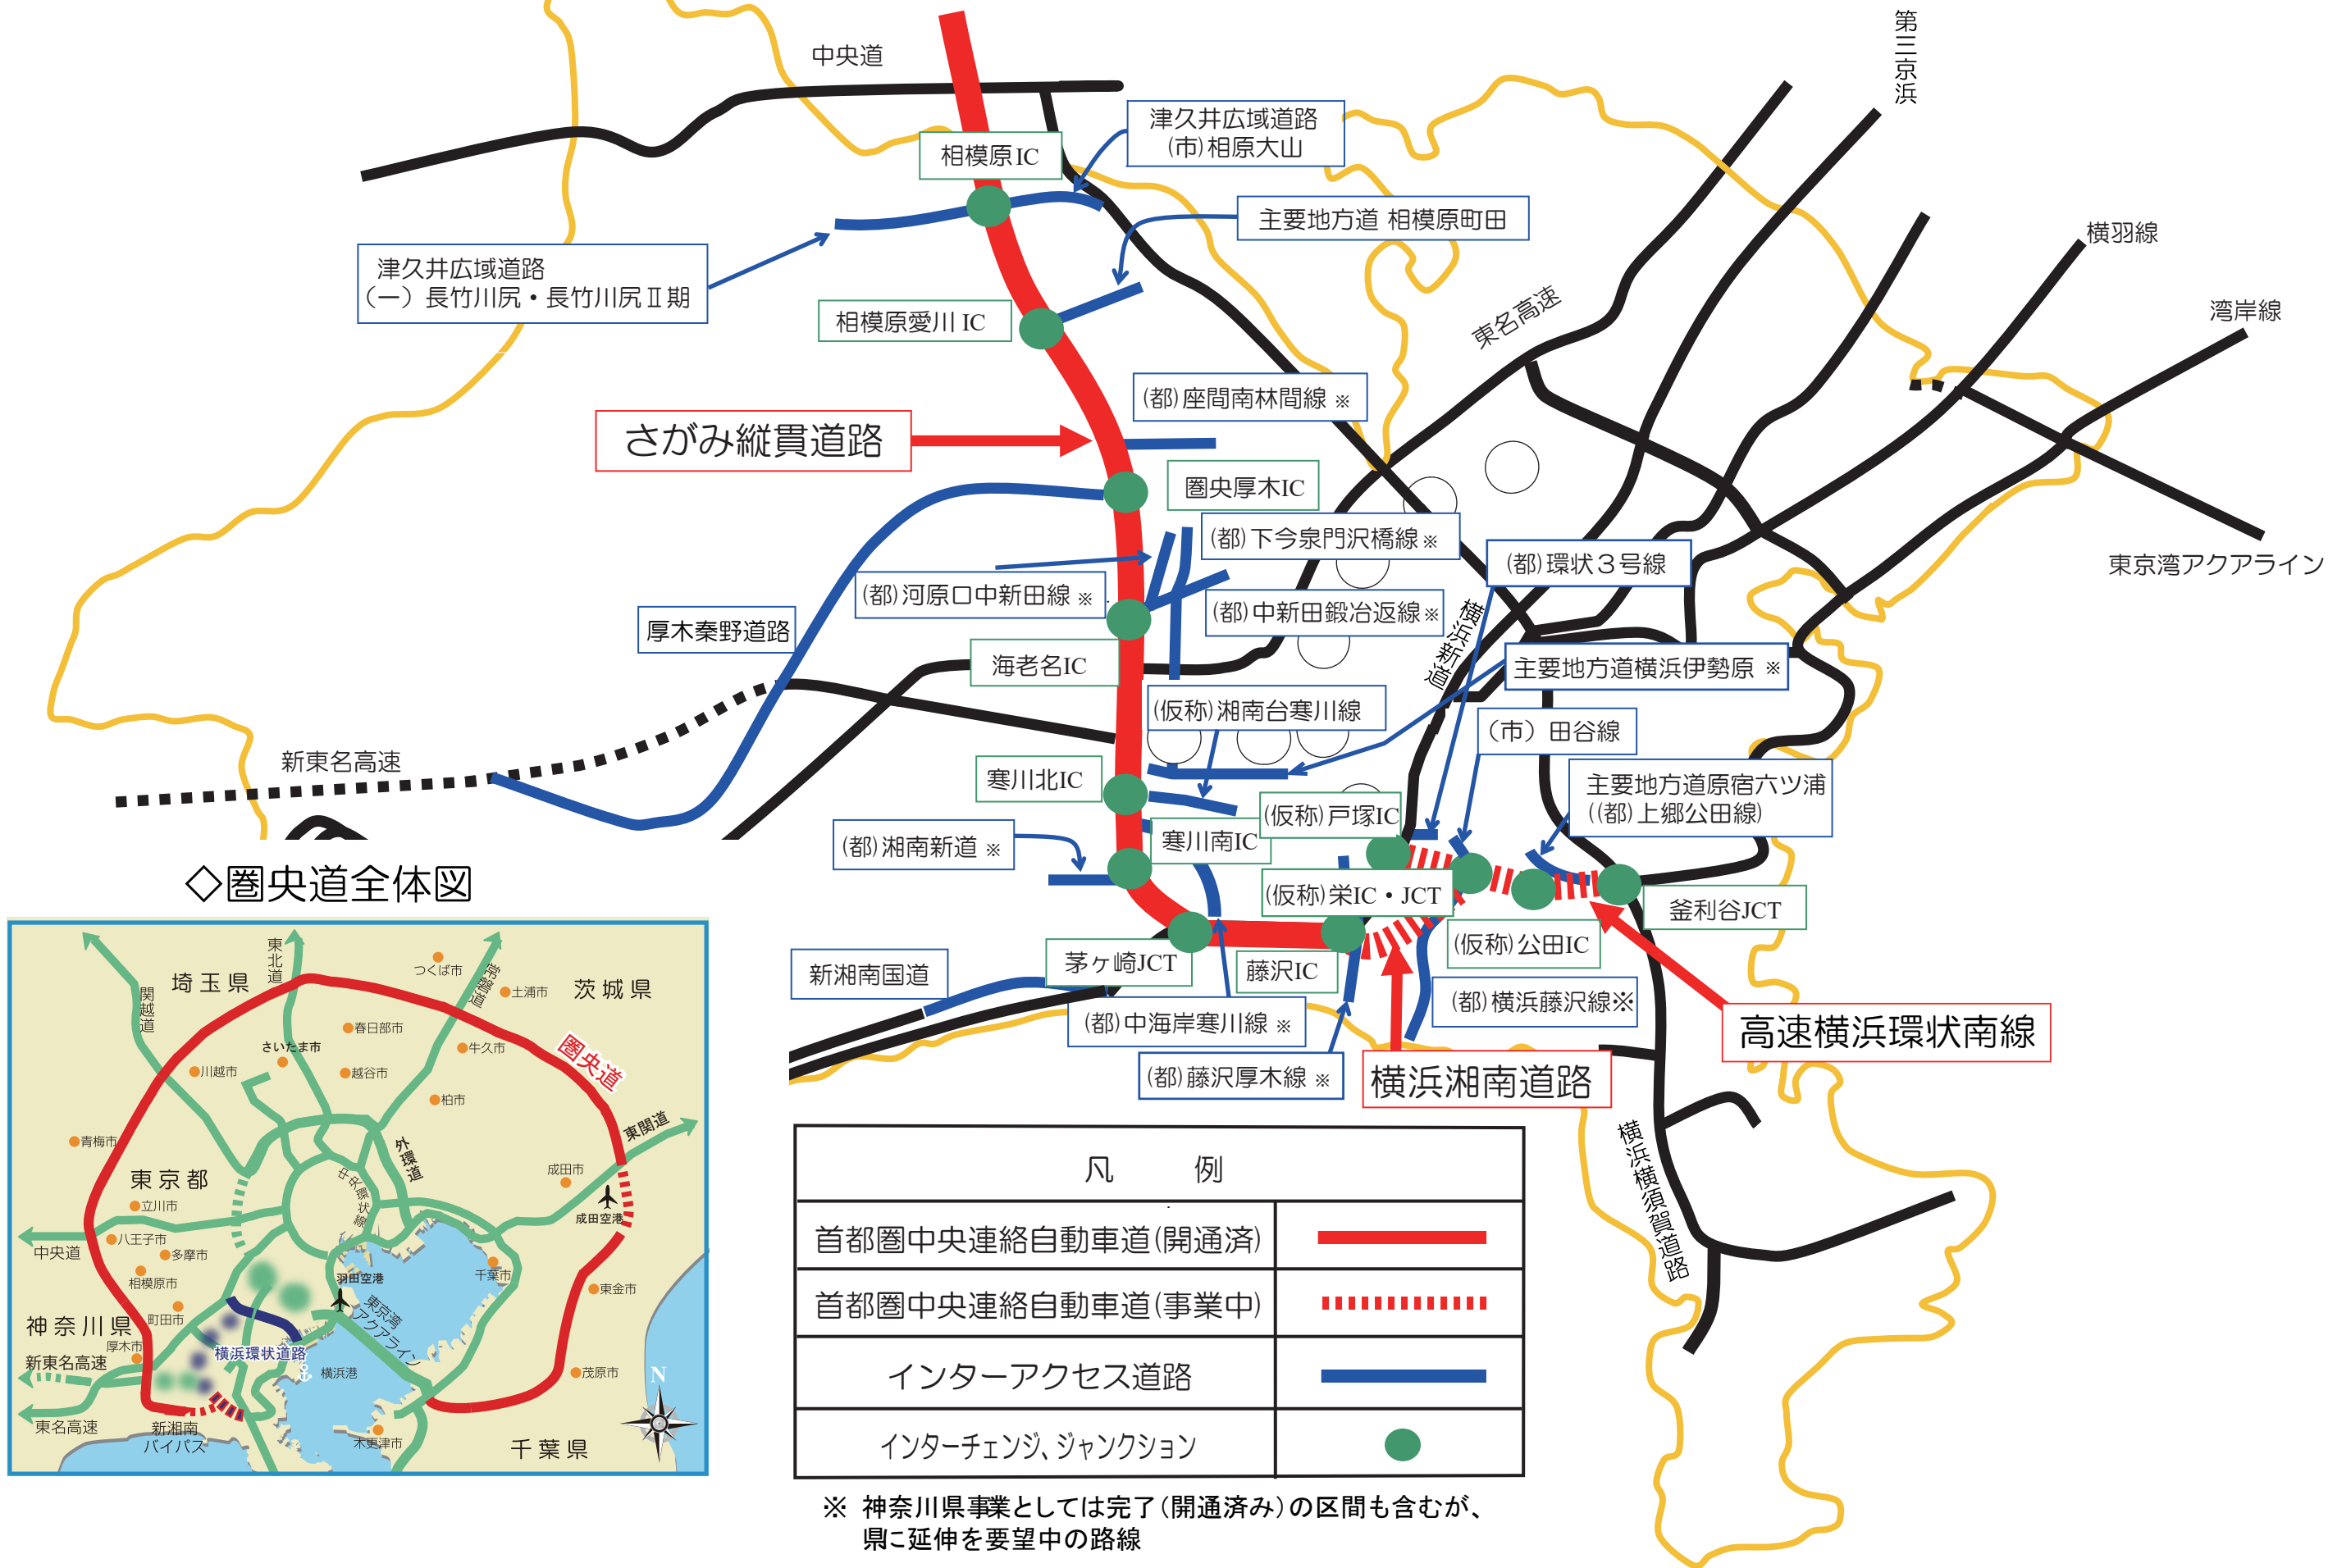 中央道
第三京浜
津久井広域道路
(市)相原大山
相模原IC
主要地方道 相模原町田
横羽線
津久井広域道路
(一)長竹川尻・長竹川尻Ⅱ期
相模原愛川 IC
東名高速
湾岸線
(都)座間南林間線 ※
さがみ縦貫道路
圏央厚木IC
(都)下今泉門沢橋線※
(都)環状3号線
東京湾アクアライン
(都)河原口中新田線 ※
(都)中新田鍛冶返線※
横浜新道
厚木秦野道路
海老名IC
主要地方道横浜伊勢原 ※
(仮称)湘南台寒川線
(市)田谷線
新東名高速
寒川北IC
主要地方道原宿六ツ浦
((都)上郷公田線)
(仮称)戸塚IC
(都)湘南新道 ※
寒川南IC
(仮称)栄IC・JCT
釜利谷JCT
(仮称)公田IC
新湘南国道
茅ヶ崎JCT
藤沢IC
(都)横浜藤沢線※
(都)中海岸寒川線 ※
高速横浜環状南線
(都)藤沢厚木線 ※
横浜湘南道路
横浜横須賀道路
◇圏央道全体図
東北道
つくば市
常磐道
埼玉県
関越道
土浦市
茨城県
春日部市
さいたま市
牛久市
圏央道
川越市
越谷市
柏市
東関道
青梅市
外環道
成田市
東京都
中央環状線
立川市
成田空港
中央道
八王子市
多摩市
相模原市
羽田空港
千葉市
東金市
町田市
東京湾
アクアライン
神奈川県
厚木市
横浜環状道路
新東名高速
横浜港
茂原市
N
東名高速
新湘南
バイパス
木更津市
千葉県
凡 例
首都圏中央連絡自動車道(開通済)
首都圏中央連絡自動車道(事業中)
インターアクセス道路
インターチェンジ、ジャンクション
※ 神奈川県事業としては完了(開通済み)の区間も含むが、
県に延伸を要望中の路線